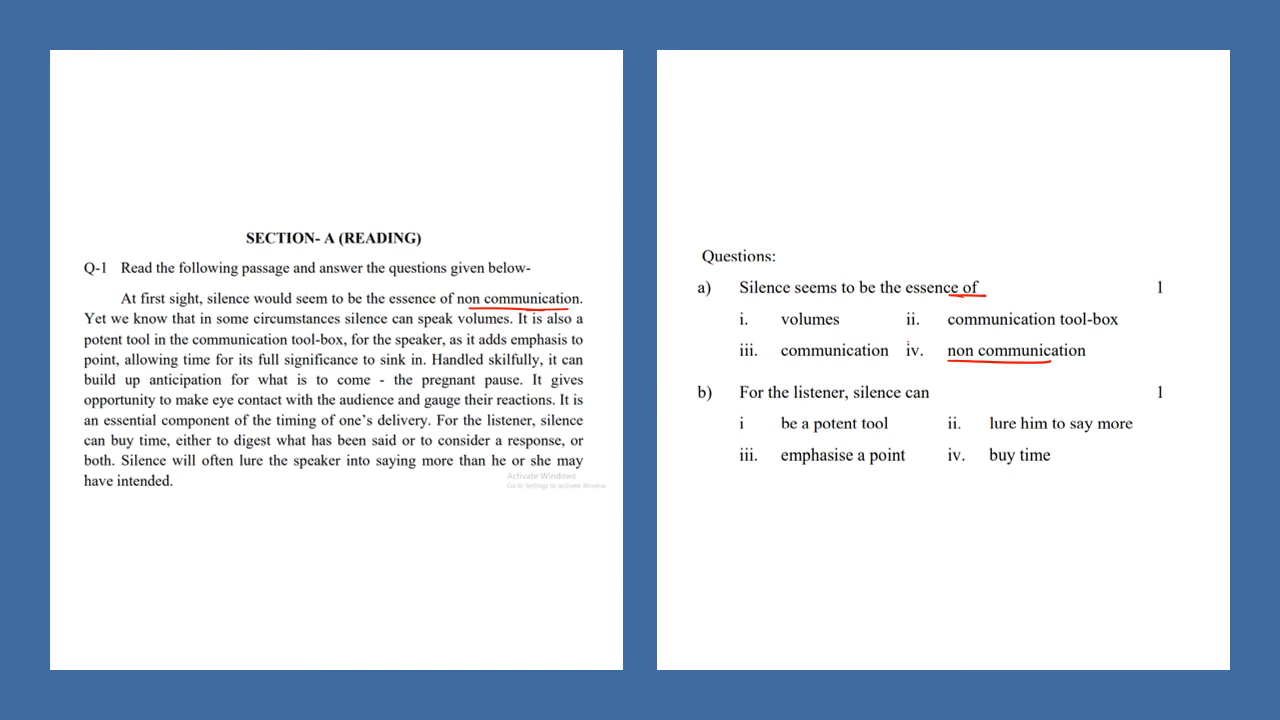 SECTION- A (READING)
Q-1 Read the following passage and answer the questions given below-
At first sight, silence would seem to be the essence of non communication.
Yet we know that in some circumstances silence can speak volumes. It is also a
potent tool in the communication tool-box, for the speaker, as it adds emphasis to
point, allowing time for its full significance to sink in. Handled skilfully, it can
build up anticipation for what is to come - the pregnant pause. It gives
opportunity to make eye contact with the audience and gauge their reactions. It is
an essential component of the timing of one's delivery. For the listener, silence
can buy time, either to digest what has been said or to consider a response, or
both. Silence will often lure the speaker into saying more than he or she may
have intended.
Activate Windows
Go to Settings to activate Window
Questions:
a) Silence seems to be the essence of 1
i. volumes ii. communication tool-box
iii. communication iv. non communication
b) For the listener, silence can 1
i be a potent tool ii. lure him to say more
iii. emphasise a point iv. buy time